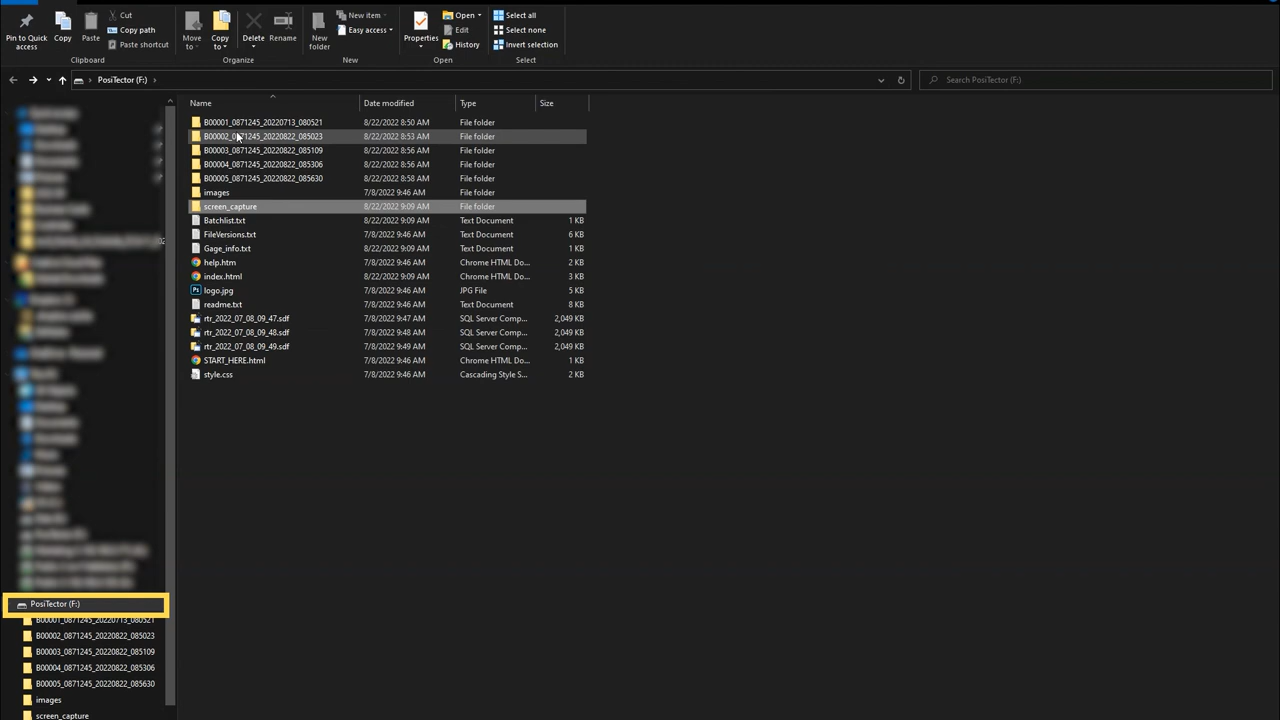 Pin to Quick access
Copy
Paste
Cut
Copy path
Paste shortcut
Clipboard
Move to
Copy to
Delete
Rename
Organize
New folder
New item
Easy access
New
Properties
Open
Edit
History
Open
Select all
Select none
Invert selection
Select
PosiTector (F:)
Search PosiTector (F:)
Name Date modified Type Size
B00001_0871245_20220713_080521 8/22/2022 8:50 AM File folder
B00002_0871245_20220822_085023 8/22/2022 8:53 AM File folder
B00003_0871245_20220822_085109 8/22/2022 8:56 AM File folder
B00004_0871245_20220822_085306 8/22/2022 8:56 AM File folder
B00005_0871245_20220822_085630 8/22/2022 8:58 AM File folder
images 7/8/2022 9:46 AM File folder
screen_capture 8/22/2022 9:09 AM File folder
Batchlist.txt 8/22/2022 9:09 AM Text Document 1 KB
FileVersions.txt 7/8/2022 9:46 AM Text Document 6 KB
Gage_info.txt 8/22/2022 9:09 AM Text Document 1 KB
help.htm 7/8/2022 9:46 AM Chrome HTML Do... 2 KB
index.html 8/22/2022 9:09 AM Chrome HTML Do... 3 KB
logo.jpg 7/8/2022 9:46 AM JPG File 5 KB
readme.txt 7/8/2022 9:46 AM Text Document 8 KB
rtr_2022_07_08_09_47.sdf 7/8/2022 9:47 AM SQL Server Comp... 2,049 KB
rtr_2022_07_08_09_48.sdf 7/8/2022 9:48 AM SQL Server Comp... 2,049 KB
rtr_2022_07_08_09_49.sdf 7/8/2022 9:49 AM SQL Server Comp... 2,049 KB
START_HERE.html 7/8/2022 9:46 AM Chrome HTML Do... 1 KB
style.css 7/8/2022 9:46 AM Cascading Style S... 2 KB
PosiTector (F:)
B00001_0871245_20220713_080521
B00002_0871245_20220822_085023
B00003_0871245_20220822_085109
B00004_0871245_20220822_085306
B00005_0871245_20220822_085630
images
screen_capture